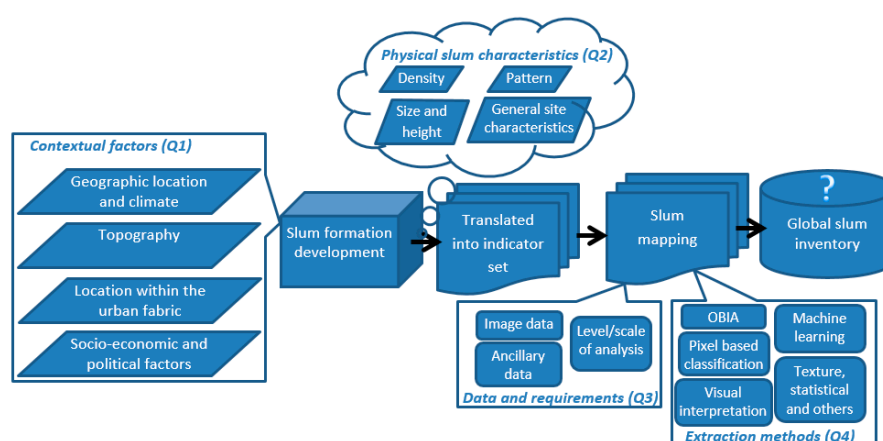 Physical slum characteristics (Q2)
Density
Pattern
Size and
height
General site
characteristics
Contextual factors (Q1)
Geographic location
and climate
Topography
Location within the
urban fabric
Socio-economic and
political factors
Slum formation
development
Translated
into indicator
set
Slum
mapping
?
Global slum
inventory
Image data
Ancillary
data
Level/scale
of analysis
Data and requirements (Q3)
OBIA
Pixel based
classification
Visual
interpretation
Machine
learning
Texture,
statistical
and others
Extraction methods (Q4)